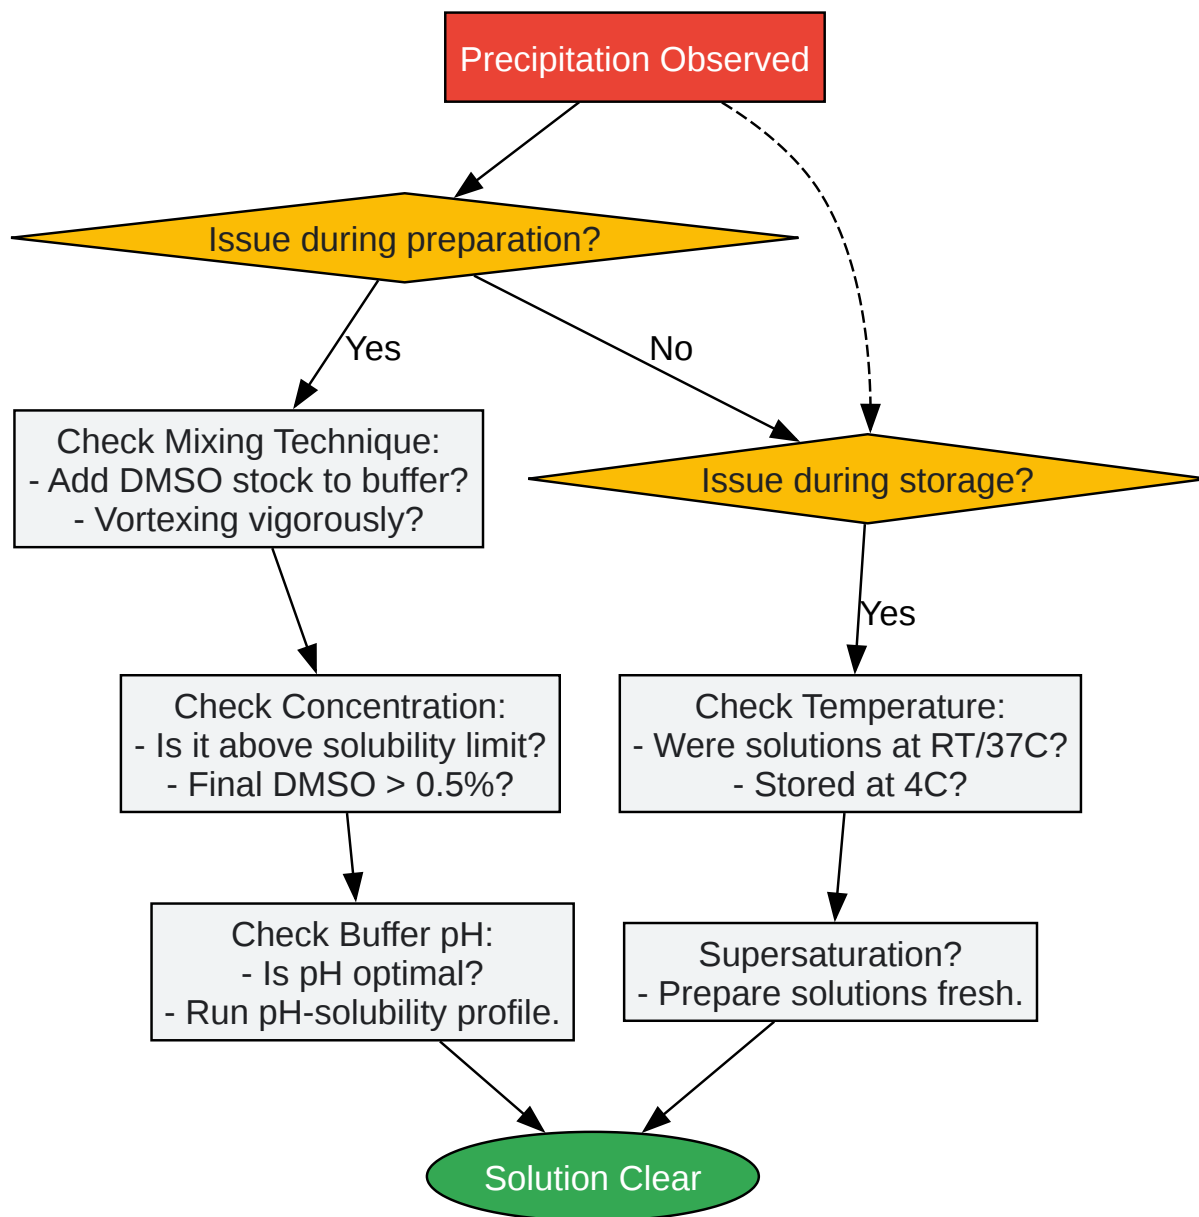 Precipitation Observed
Issue during preparation?
Yes
No
Check Mixing Technique:
- Add DMSO stock to buffer?
- Vortexing vigorously?
Issue during storage?
Yes
Check Concentration:
- Is it above solubility limit?
- Final DMSO > 0.5%?
Check Temperature:
- Were solutions at RT/37C?
- Stored at 4C?
Check Buffer pH:
- Is pH optimal?
- Run pH-solubility profile.
Supersaturation?
- Prepare solutions fresh.
Solution Clear